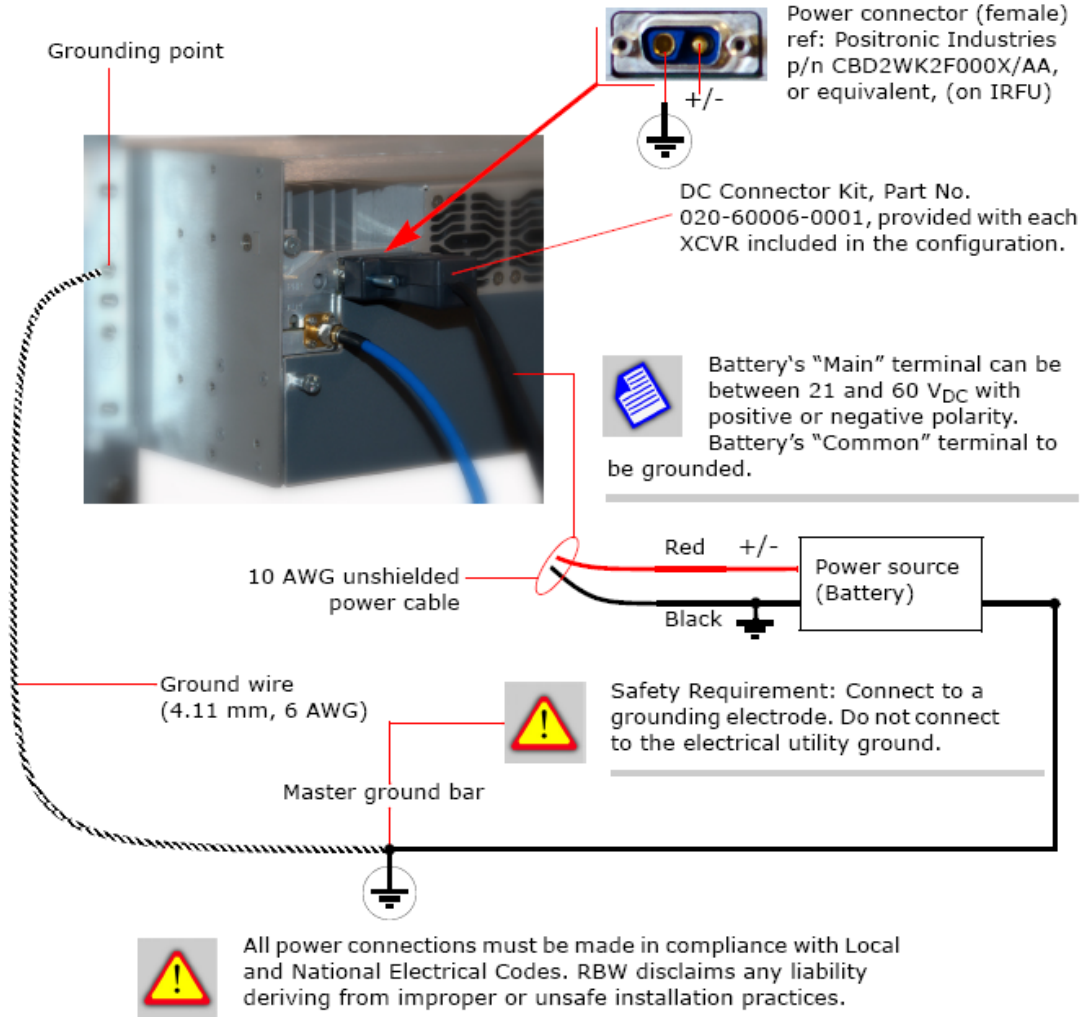 Grounding point
Power connector (female)
ref: Positronic Industries
p/n CBD2WK2F000X/AA,
or equivalent, (on IRFU)
+/-
DC Connector Kit, Part No.
020-60006-0001, provided with each
XCVR included in the configuration.
Battery‘s “Main” terminal can be
between 21 and 60 VDC with
positive or negative polarity.
Battery’s “Common” terminal to
be grounded.
10 AWG unshielded
power cable
Red +/-
Black
Power source
(Battery)
Ground wire
(4.11 mm, 6 AWG)
Safety Requirement: Connect to a
grounding electrode. Do not connect
to the electrical utility ground.
Master ground bar
All power connections must be made in compliance with Local
and National Electrical Codes. RBW disclaims any liability
deriving from improper or unsafe installation practices.